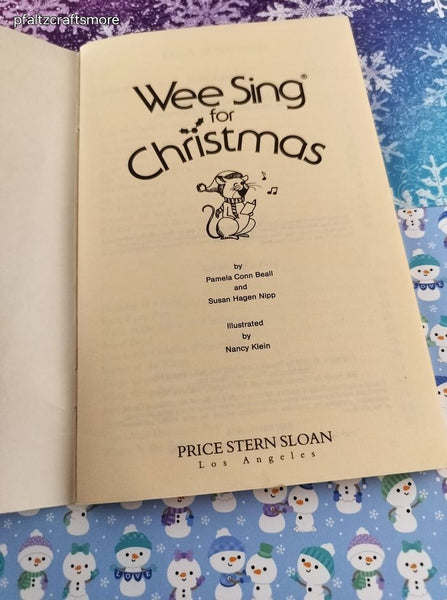 pfaltzcraftsmore
Wee Sing®
for
Christmas
by
Pamela Conn Beall
and
Susan Hagen Nipp
Illustrated
by
Nancy Klein
PRICE STERN SLOAN
Los Angeles
LOVE